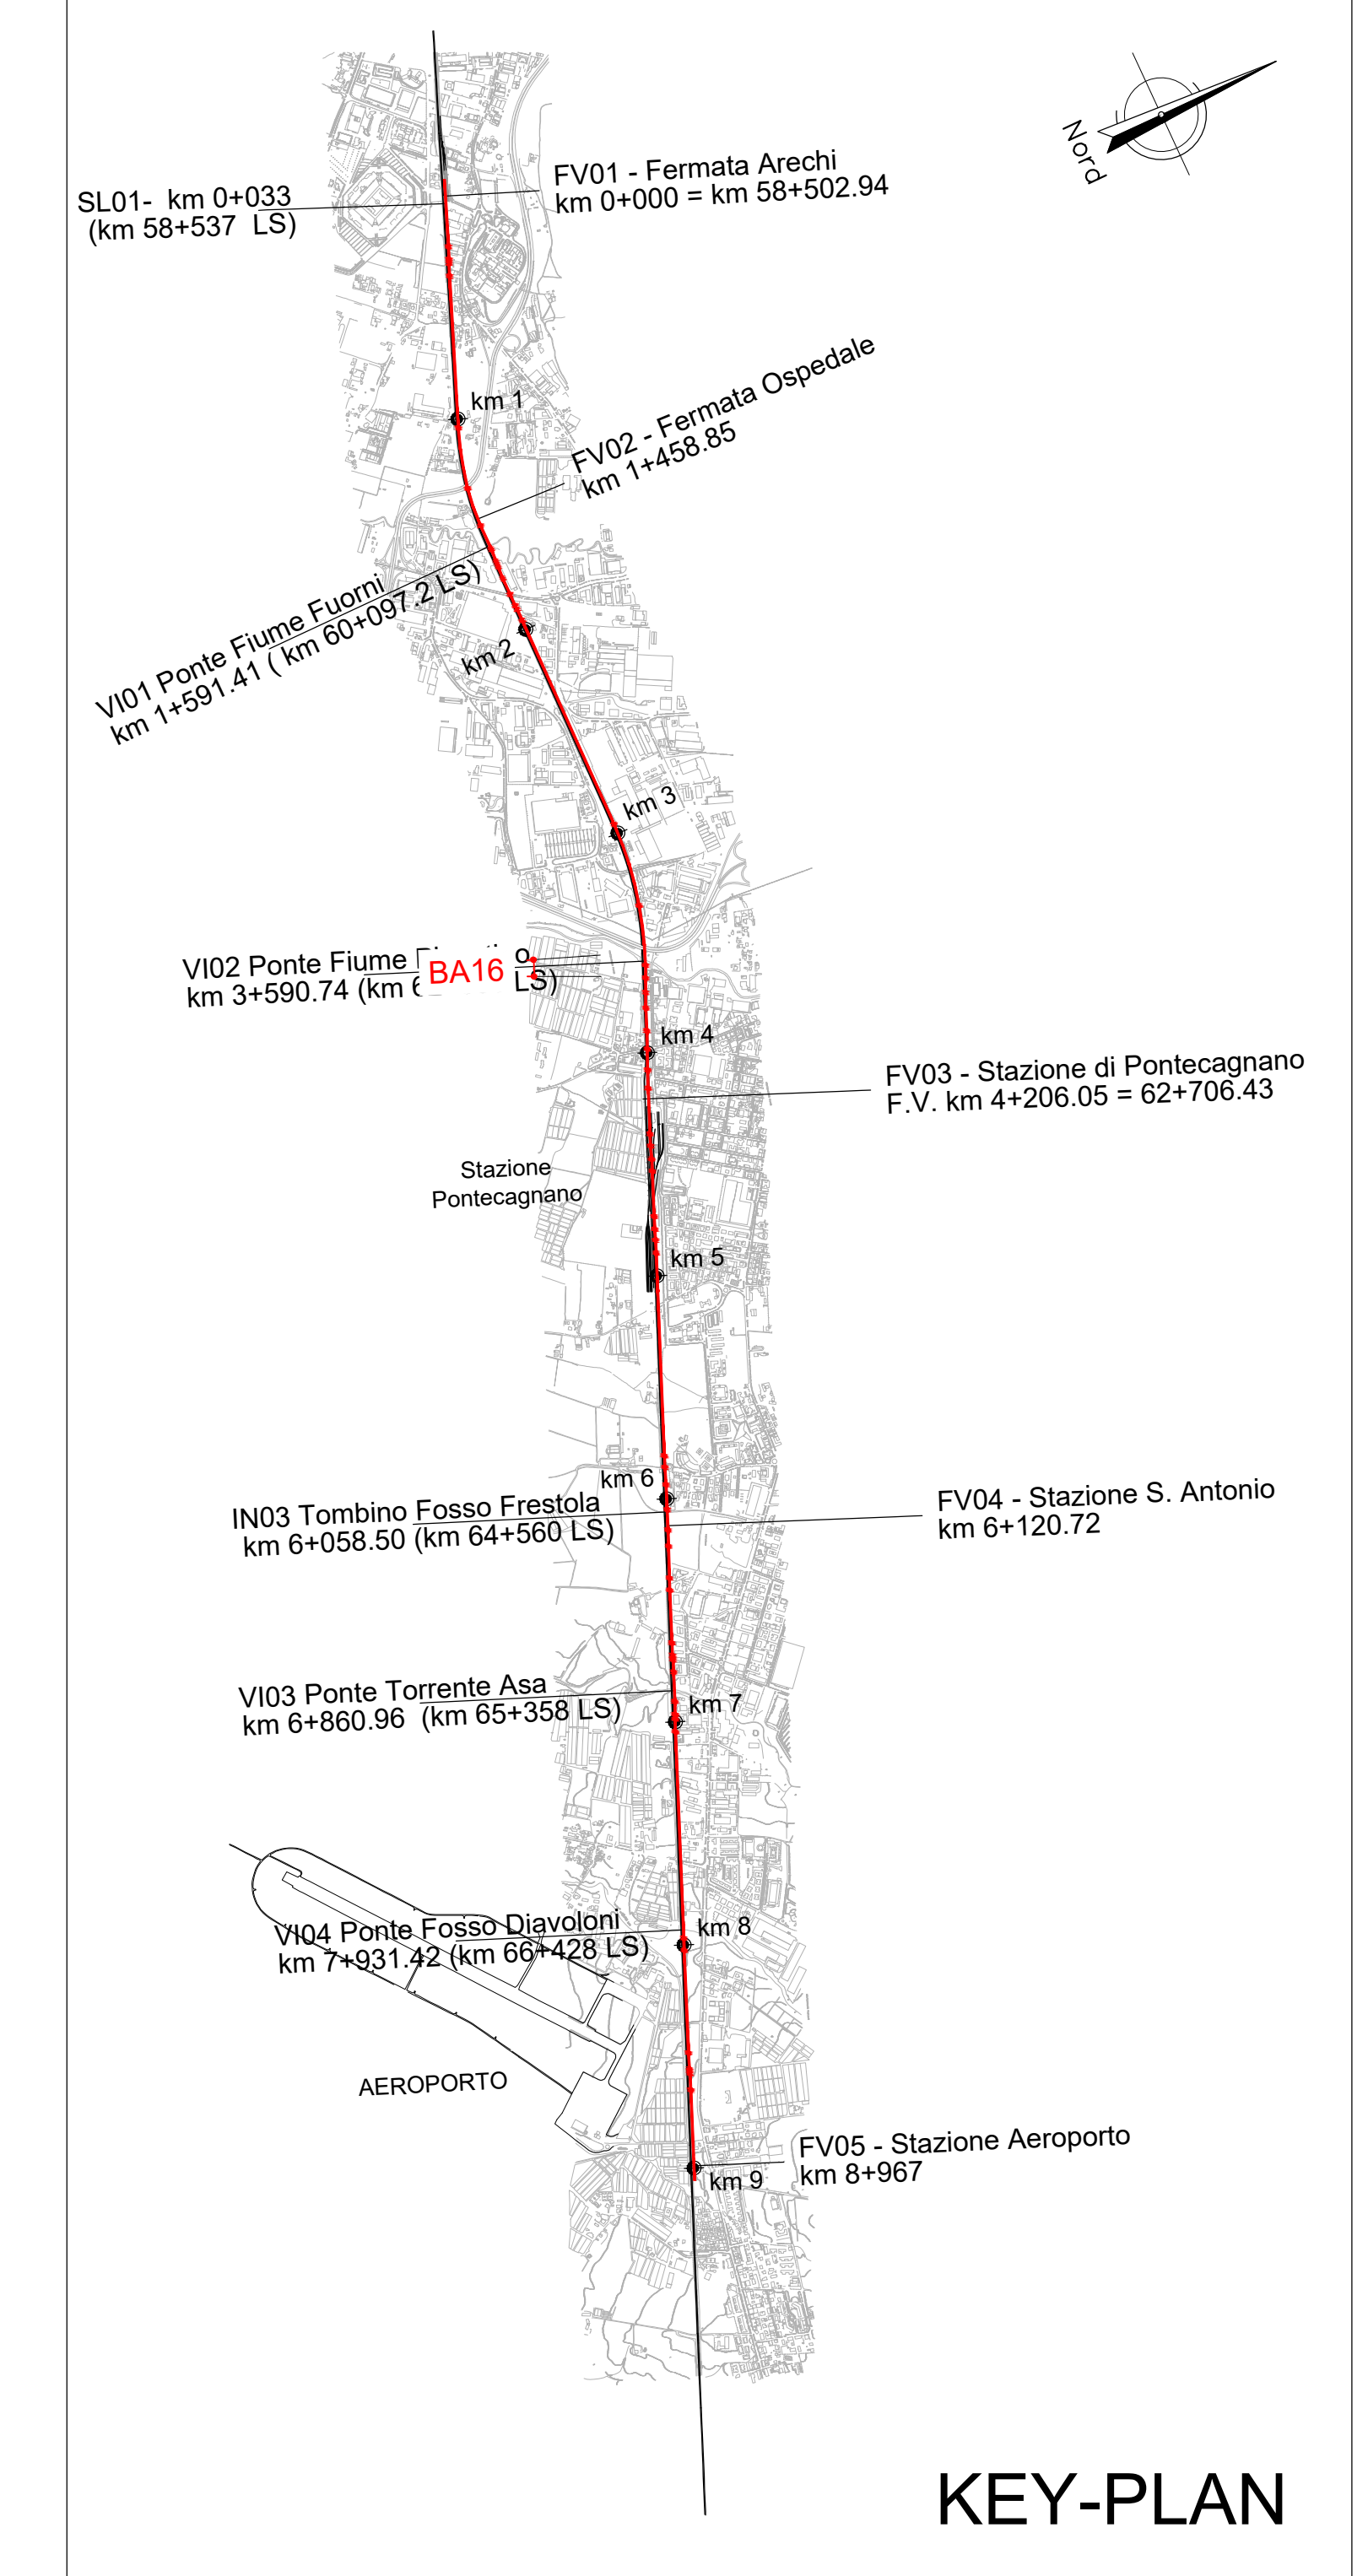 Nord
FV01 - Fermata Arechi
km 0+000 = km 58+502.94
SL01-  km 0+033
(km 58+537  LS)
km 1
FV02 - Fermata Ospedale
km 1+458.85
VI01 Ponte Fiume Fuorni
km 1+591.41 ( km 60+097.2 LS)
km 2
km 3
VI02 Ponte Fiume
BA16
km 3+590.74 (km 6 LS)
km 4
FV03 - Stazione di Pontecagnano
F.V. km 4+206.05 = 62+706.43
Stazione
Pontecagnano
km 5
km 6
IN03 Tombino Fosso Frestola
km 6+058.50 (km 64+560 LS)
FV04 - Stazione S. Antonio
km 6+120.72
VI03 Ponte Torrente Asa
km 6+860.96  (km 65+358 LS)
km 7
VI04 Ponte Fosso Diavoloni
km 7+931.42 (km 66+428 LS)
km 8
AEROPORTO
FV05 - Stazione Aeroporto
km 8+967
km 9
KEY-PLAN